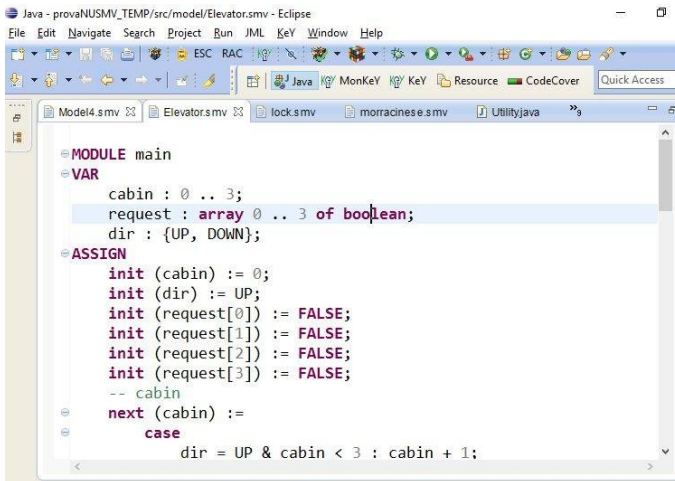 Java - provaNUSMV_TEMP/src/model/Elevator.smv - Eclipse
File Edit Navigate Search Project Run JML KeY Window Help
ESC RAC
Java MonKeY KeY Resource CodeCover Quick Access
Model4.smv Elevator.smv lock.smv morracinese.smv Utility.java »9
MODULE main
VAR
cabin : 0 .. 3;
request : array 0 .. 3 of boolean;
dir : {UP, DOWN};
ASSIGN
init (cabin) := 0;
init (dir) := UP;
init (request[0]) := FALSE;
init (request[1]) := FALSE;
init (request[2]) := FALSE;
init (request[3]) := FALSE;
-- cabin
next (cabin) :=
case
dir = UP & cabin < 3 : cabin + 1;